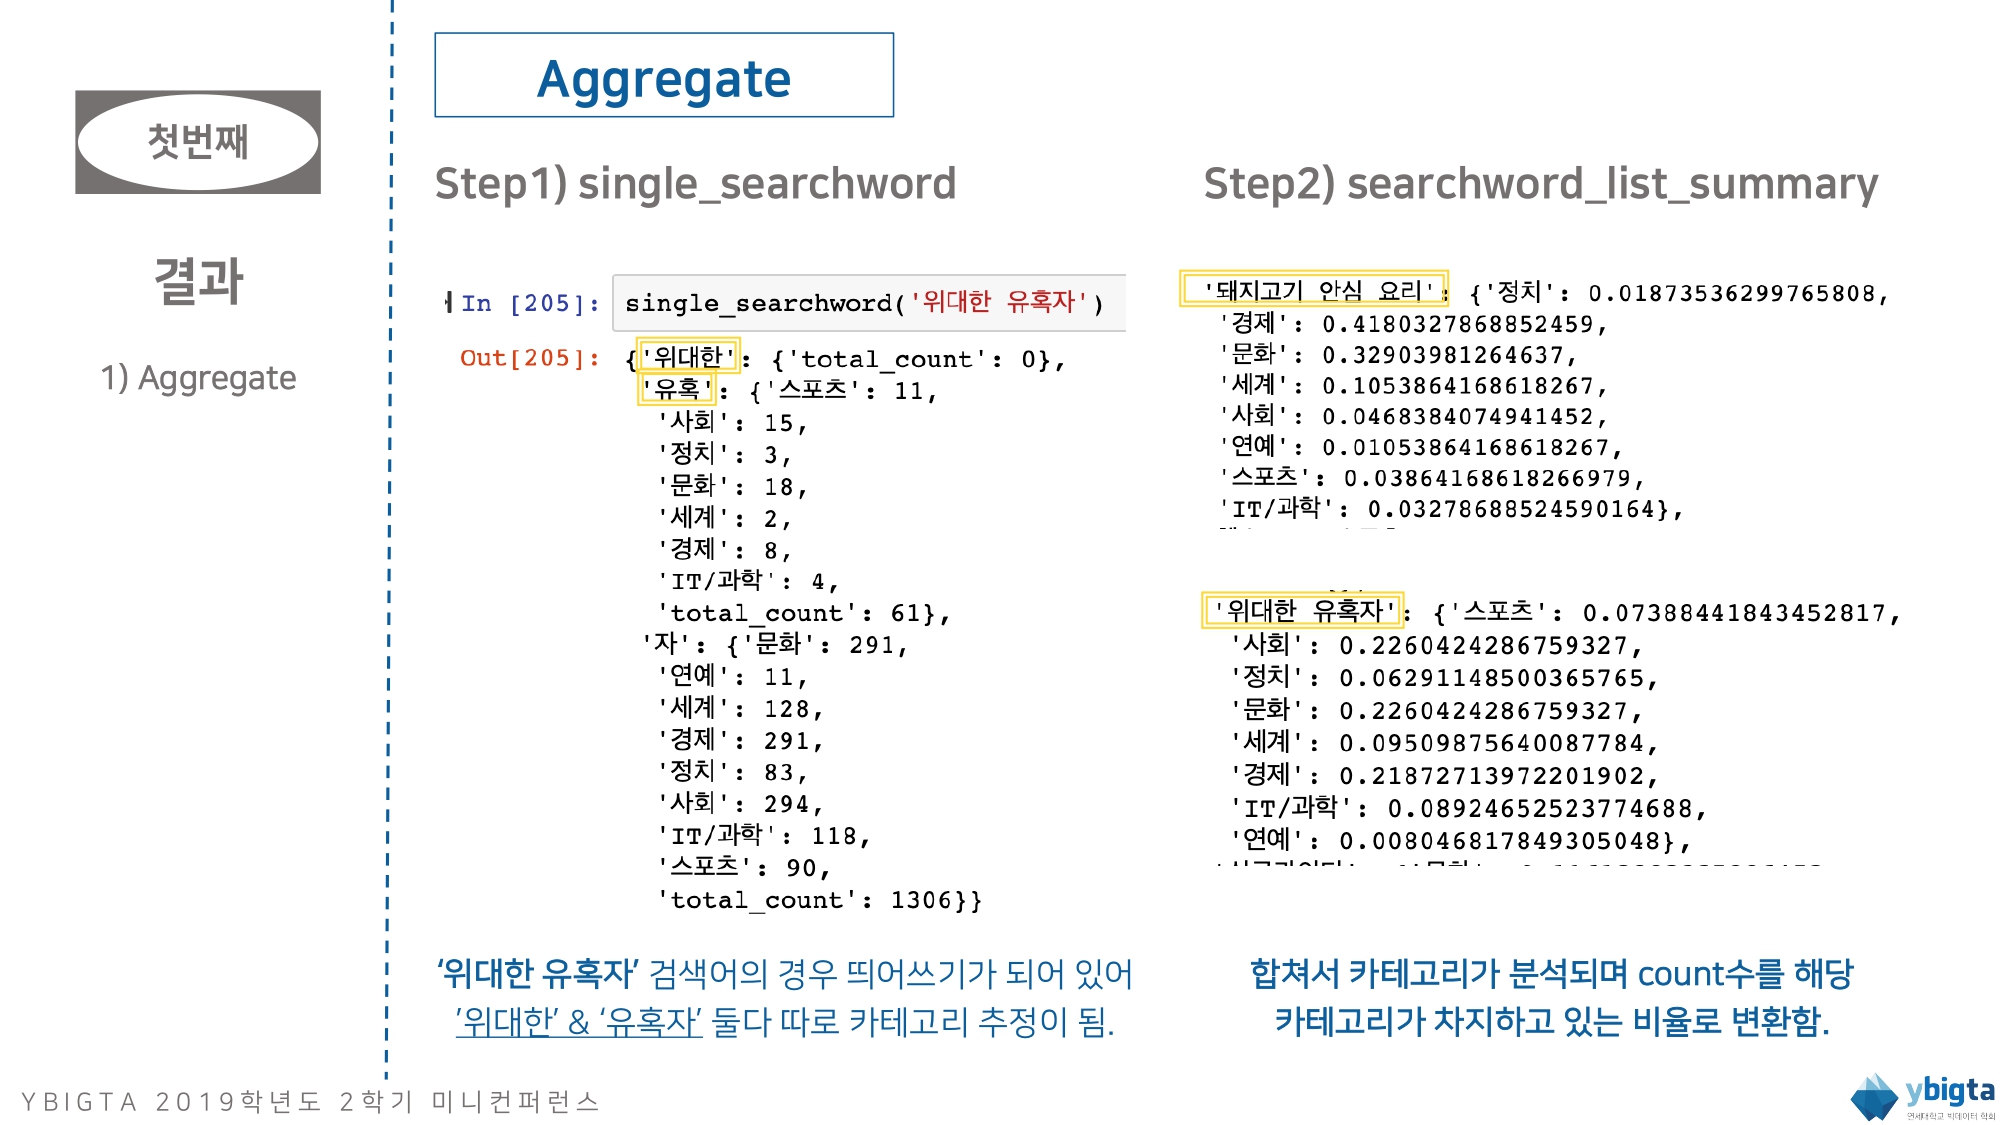 첫번째
결과
1) Aggregate
Aggregate
Step1) single_searchword
In [205]: single_searchword('위대한 유혹자')
Out[205]: {'위대한': {'total_count': 0},
'유혹': {'스포츠': 11,
'사회': 15,
'정치': 3,
'문화': 18,
'세계': 2,
'경제': 8,
'IT/과학': 4,
'total_count': 61},
'자': {'문화': 291,
'연예': 11,
'세계': 128,
'경제': 291,
'정치': 83,
'사회': 294,
'IT/과학': 118,
'스포츠': 90,
'total_count': 1306}}
‘위대한 유혹자’ 검색어의 경우 띄어쓰기가 되어 있어
’위대한’ & ‘유혹자’ 둘다 따로 카테고리 추정이 됨.
Step2) searchword_list_summary
'돼지고기 안심 요리': {'정치': 0.01873536299765808,
'경제': 0.4180327868852459,
'문화': 0.32903981264637,
'세계': 0.1053864168618267,
'사회': 0.0468384074941452,
'연예': 0.01053864168618267,
'스포츠': 0.03864168618266979,
'IT/과학': 0.03278688524590164},
'위대한 유혹자': {'스포츠': 0.07388441843452817,
'사회': 0.2260424286759327,
'정치': 0.06291148500365765,
'문화': 0.2260424286759327,
'세계': 0.09509875640087784,
'경제': 0.21872713972201902,
'IT/과학': 0.08924652523774688,
'연예': 0.008046817849305048},
합쳐서 카테고리가 분석되며 count수를 해당
카테고리가 차지하고 있는 비율로 변환함.
YBIGTA 2019학년도 2학기 미니컨퍼런스
ybigta
연세대학교 빅데이터 학회